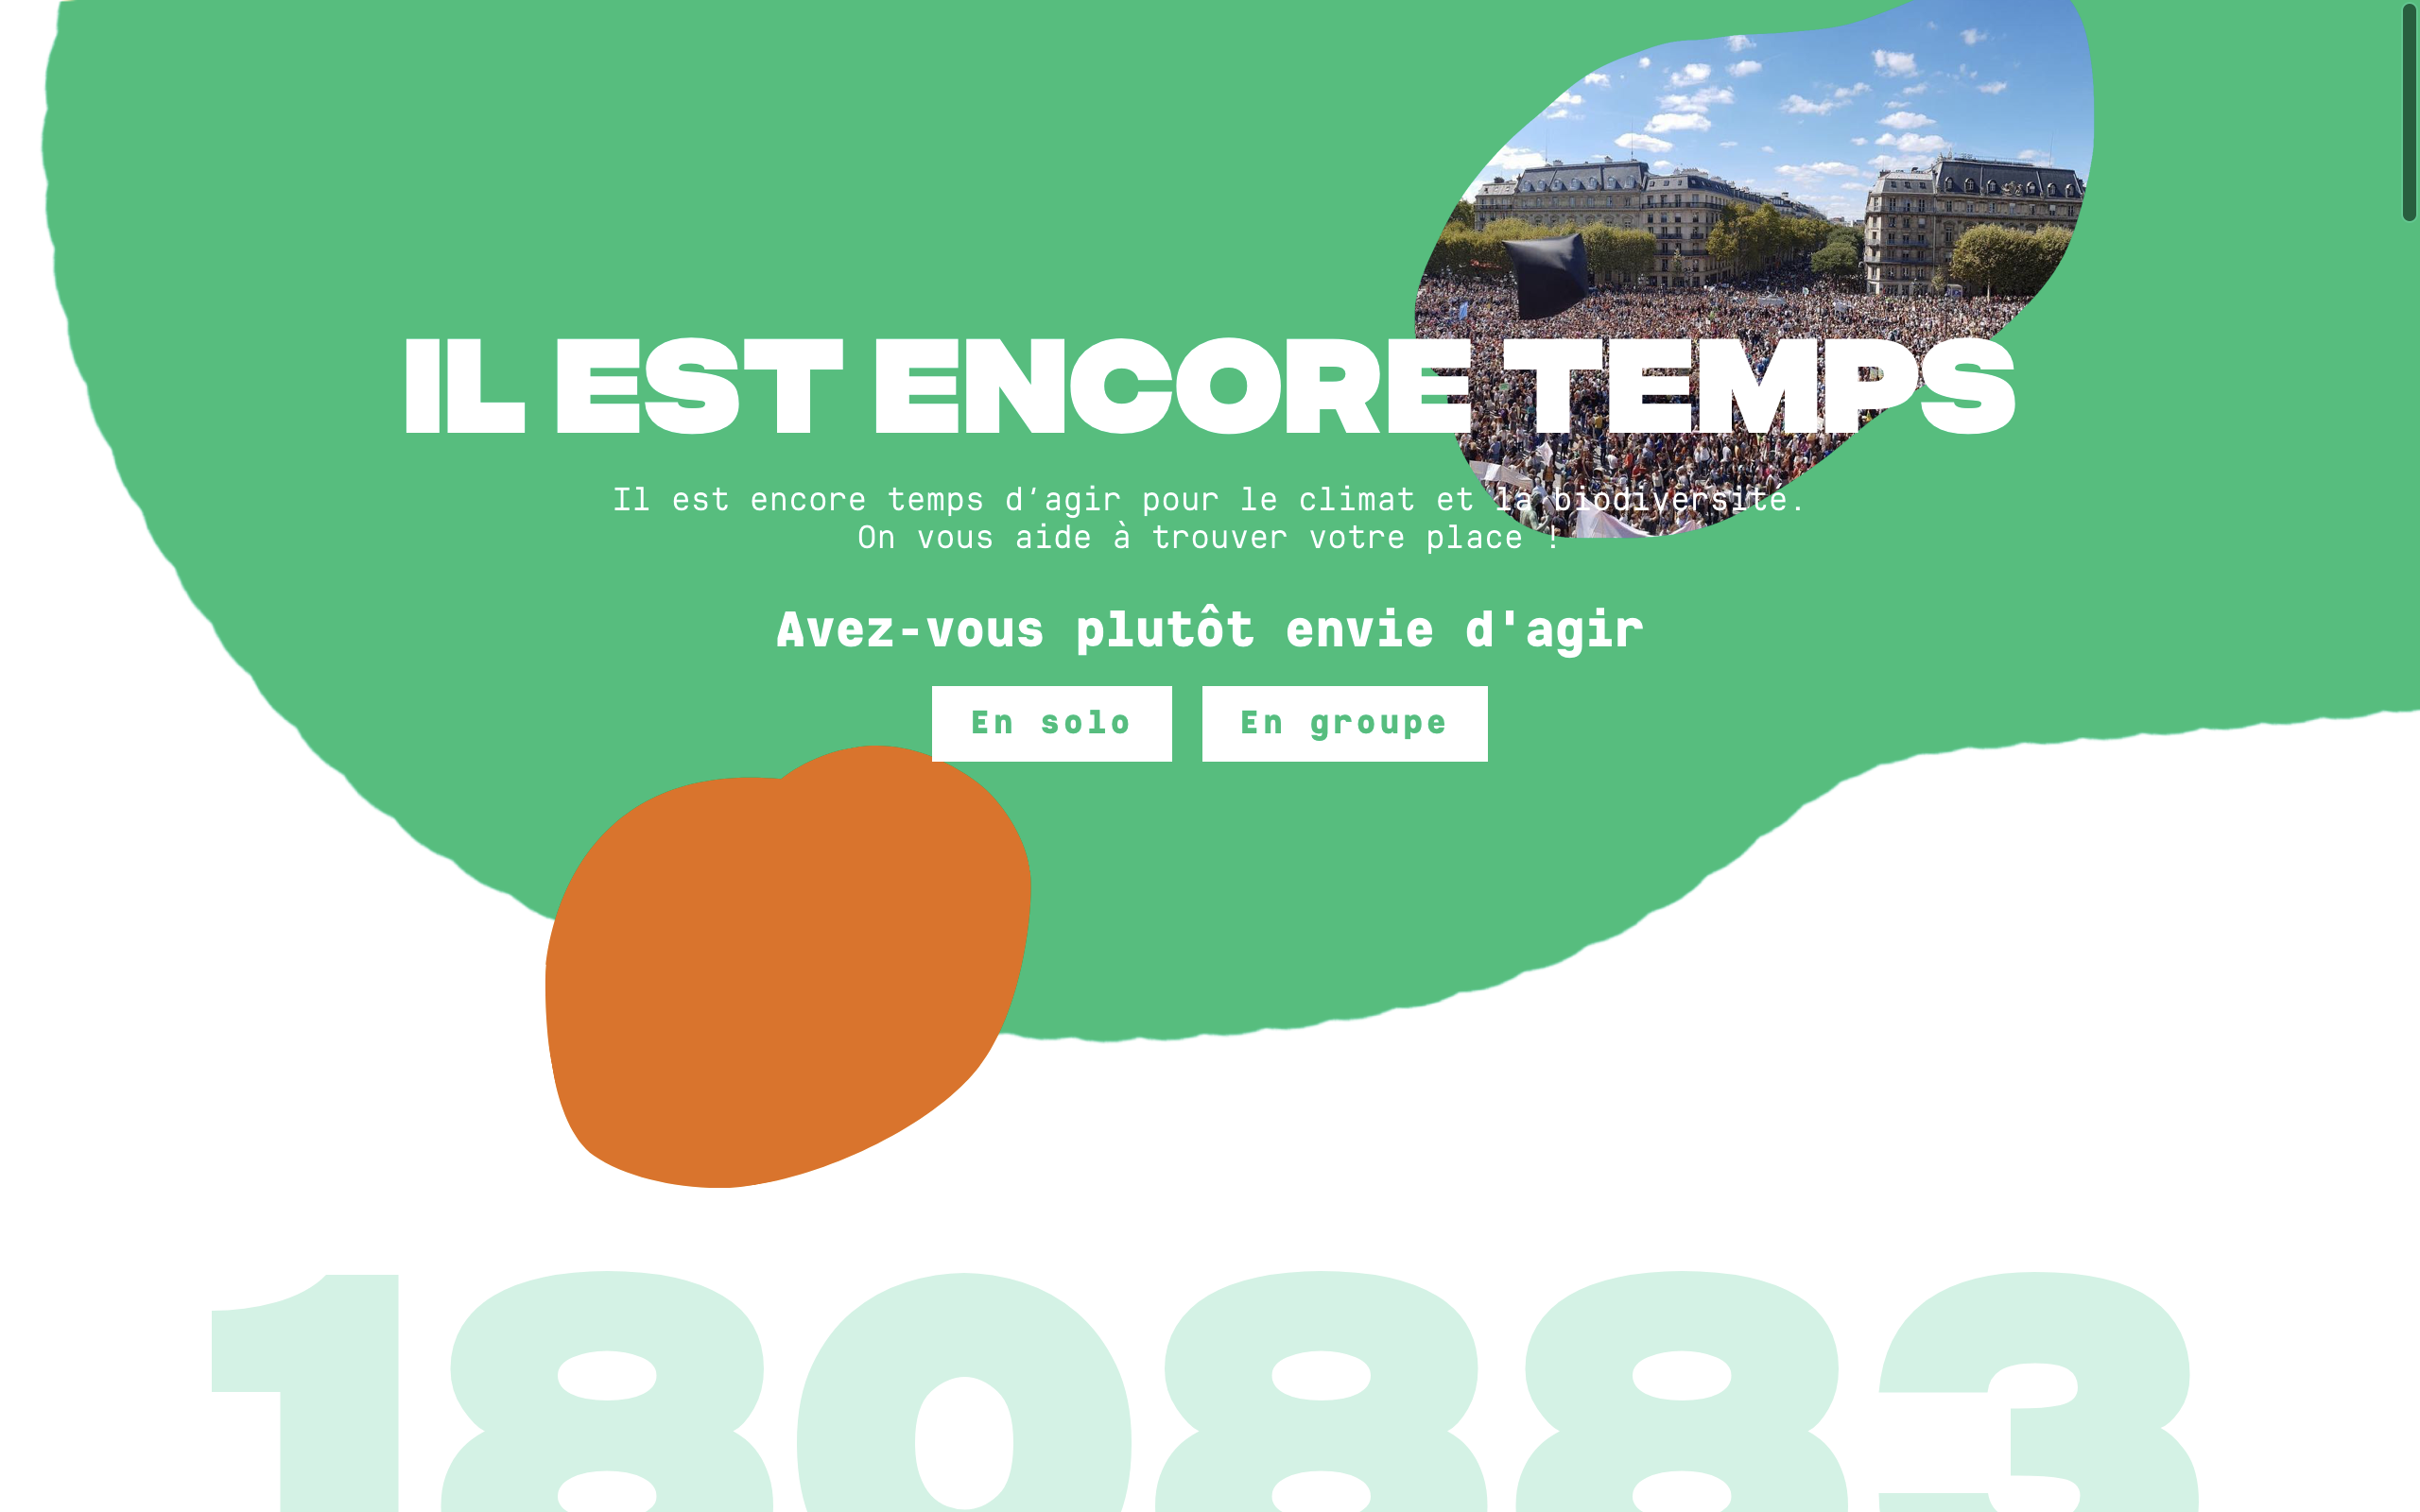 IL EST ENCORE TEMPS
Il est encore temps d’agir pour le climat et la biodiversité.
On vous aide à trouver votre place !
Avez-vous plutôt envie d'agir
En solo
En groupe
180883